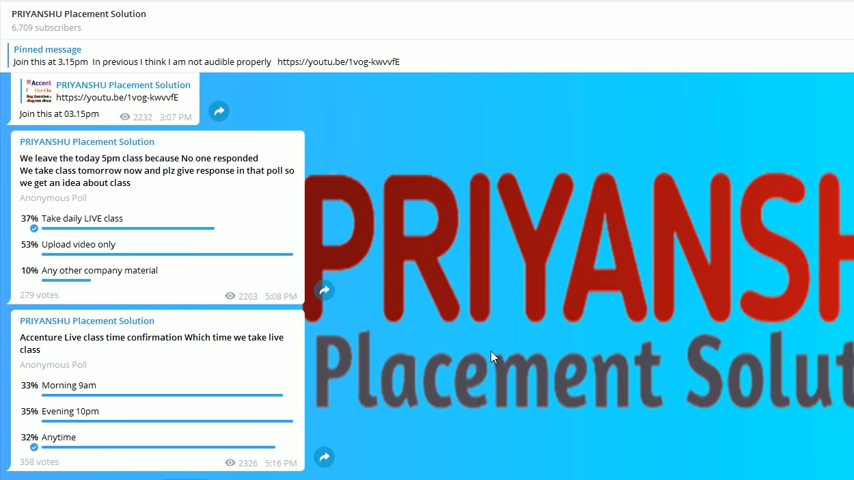 PRIYANSHU Placement Solution
6,709 subscribers
Pinned message
Join this at 3.15pm In previous I think I am not audible properly https://youtu.be/1vog-kwvvfE
PRIYANSHU Placement Solution
https://youtu.be/1vog-kwvvfE
Join this at 03.15pm
2232 3:07 PM
PRIYANSHU Placement Solution
We leave the today 5pm class because No one responded
We take class tomorrow now and plz give response in that poll so
we get an idea about class
Anonymous Poll
37% Take daily LIVE class
53% Upload video only
10% Any other company material
279 votes 2203 5:08 PM
PRIYANSHU Placement Solution
Accenture Live class time confirmation Which time we take live
class
Anonymous Poll
33% Morning 9am
35% Evening 10pm
32% Anytime
358 votes 2326 5:16 PM
PRIYANSH
Placement Solut